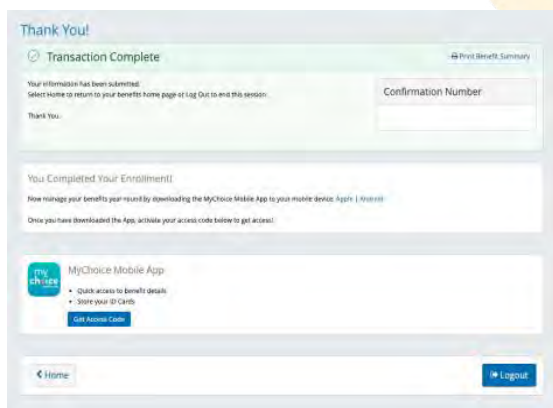 Thank You!
Transaction Complete
Print Benefit Summary
Your information has been submitted.
Select Home to return to your benefits home page or Log Out to end this session.
Thank You.
Confirmation Number
You Completed Your Enrollment!
Now manage your benefits year-round by downloading the MyChoice Mobile App to your mobile device. Apple | Android
Once you have downloaded the App, activate your access code below to get access!
my
choice
MyChoice Mobile App
• Quick access to benefit details
• Store your ID Cards
Get Access Code
Home
Logout